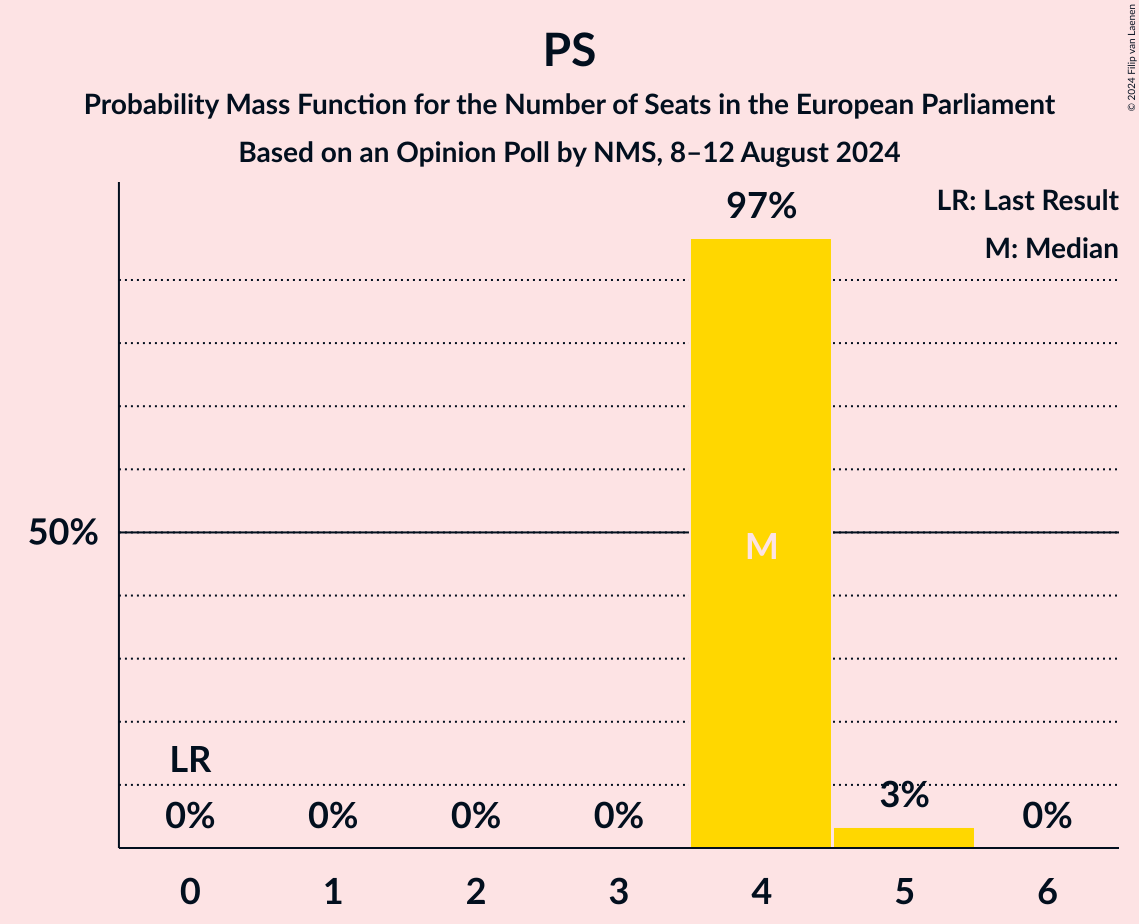 PS
Probability Mass Function for the Number of Seats in the European Parliament
Based on an Opinion Poll by NMS, 8–12 August 2024
© 2024 Filip van Laenen
LR: Last Result
M: Median
97%
50%
M
LR
0%
0%
0%
0%
3%
0%
0
1
2
3
4
5
6